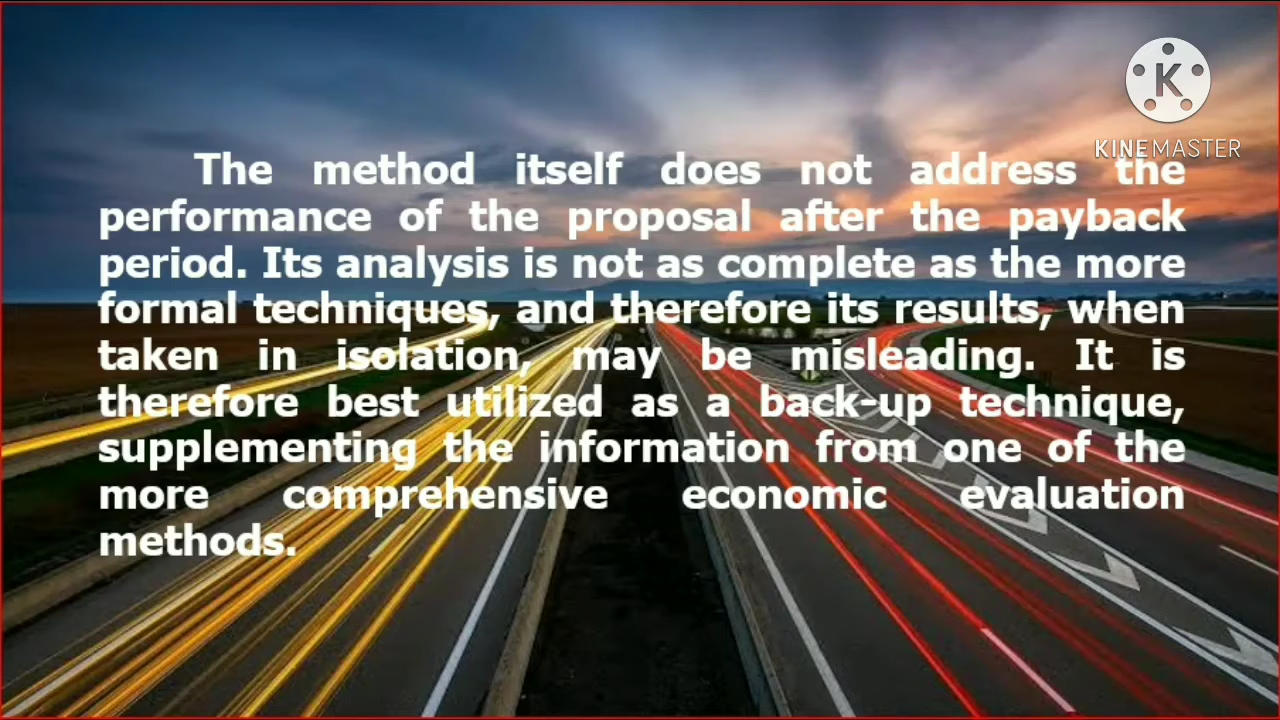 K
KINEMASTER
The method itself does not address the
performance of the proposal after the payback
period. Its analysis is not as complete as the more
formal techniques, and therefore its results, when
taken in isolation, may be misleading. It is
therefore best utilized as a back-up technique,
supplementing the information from one of the
more comprehensive economic evaluation
methods.